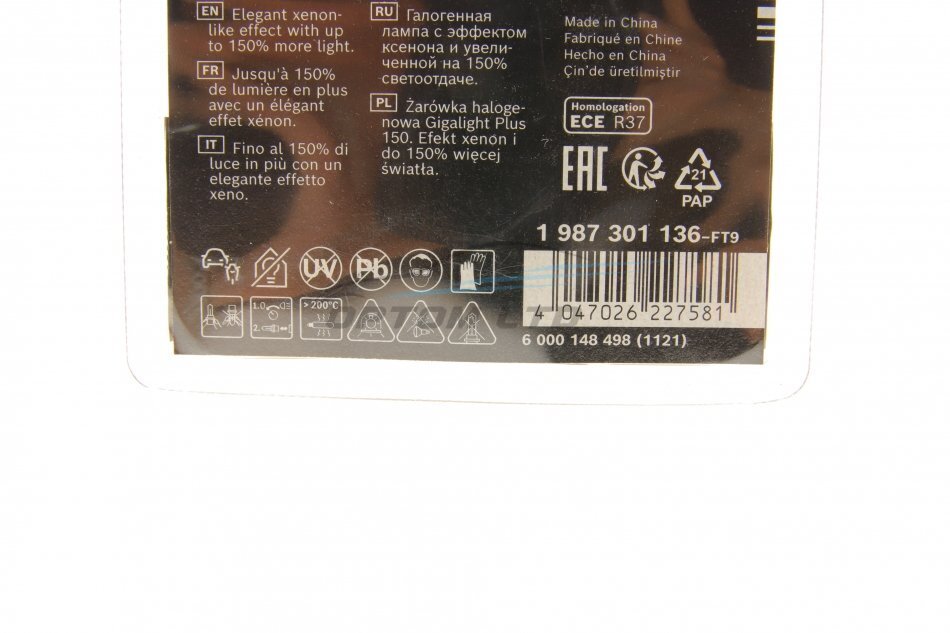 EN Elegant xenon-
like effect with up
to 150% more light.
FR Jusqu'à 150%
de lumière en plus
avec un élégant
effet xénon.
IT Fino al 150% di
luce in più con un
elegante effetto
xeno.
RU Галогенная
лампа с эффектом
ксенона и увели-
ченной на 150%
светоотдаче.
PL Żarówka haloge-
nowa Gigalight Plus
150. Efekt xenon i
do 150% więcej
światła.
Made in China
Fabriqué en Chine
Hecho en China
Çin'de üretilmiştir
Homologation
ECE R37
EAC
21
PAP
1 987 301 136-FT9
UV Pb
1.0 > 200°C
2.
4 047026 227581
6 000 148 498 (1121)